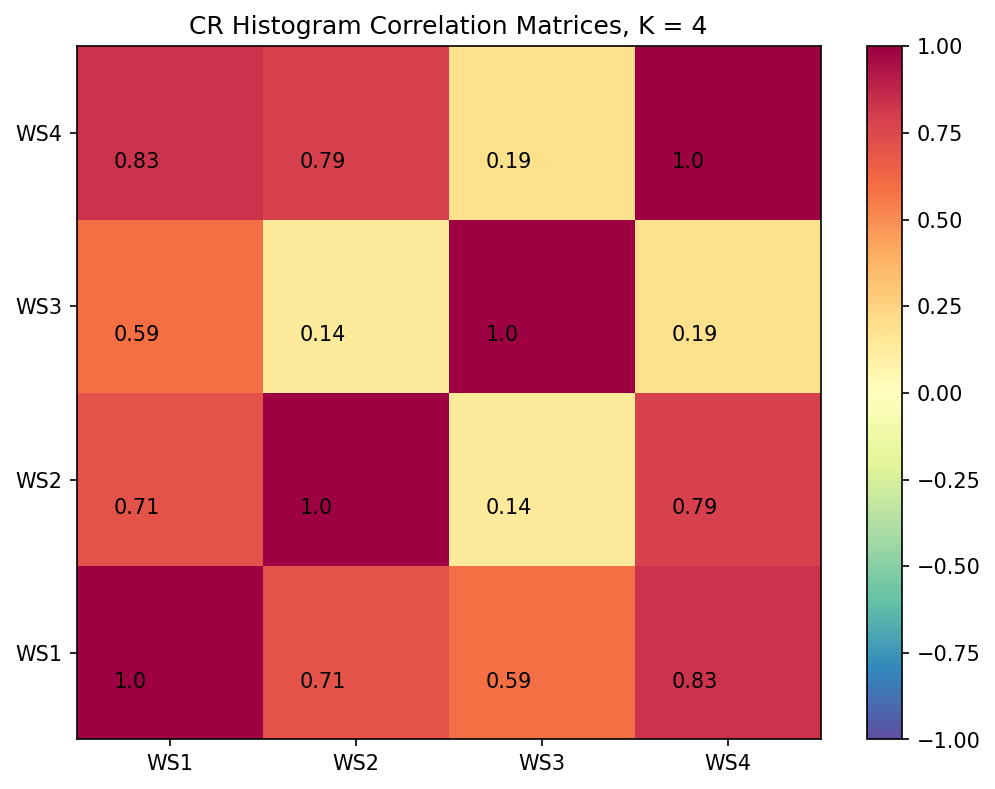 CR Histogram Correlation Matrices, K = 4
WS4
0.83 0.79 0.19 1.0
WS3
0.59 0.14 1.0 0.19
WS2
0.71 1.0 0.14 0.79
WS1
1.0 0.71 0.59 0.83
WS1 WS2 WS3 WS4
1.00
0.75
0.50
0.25
0.00
−0.25
−0.50
−0.75
−1.00